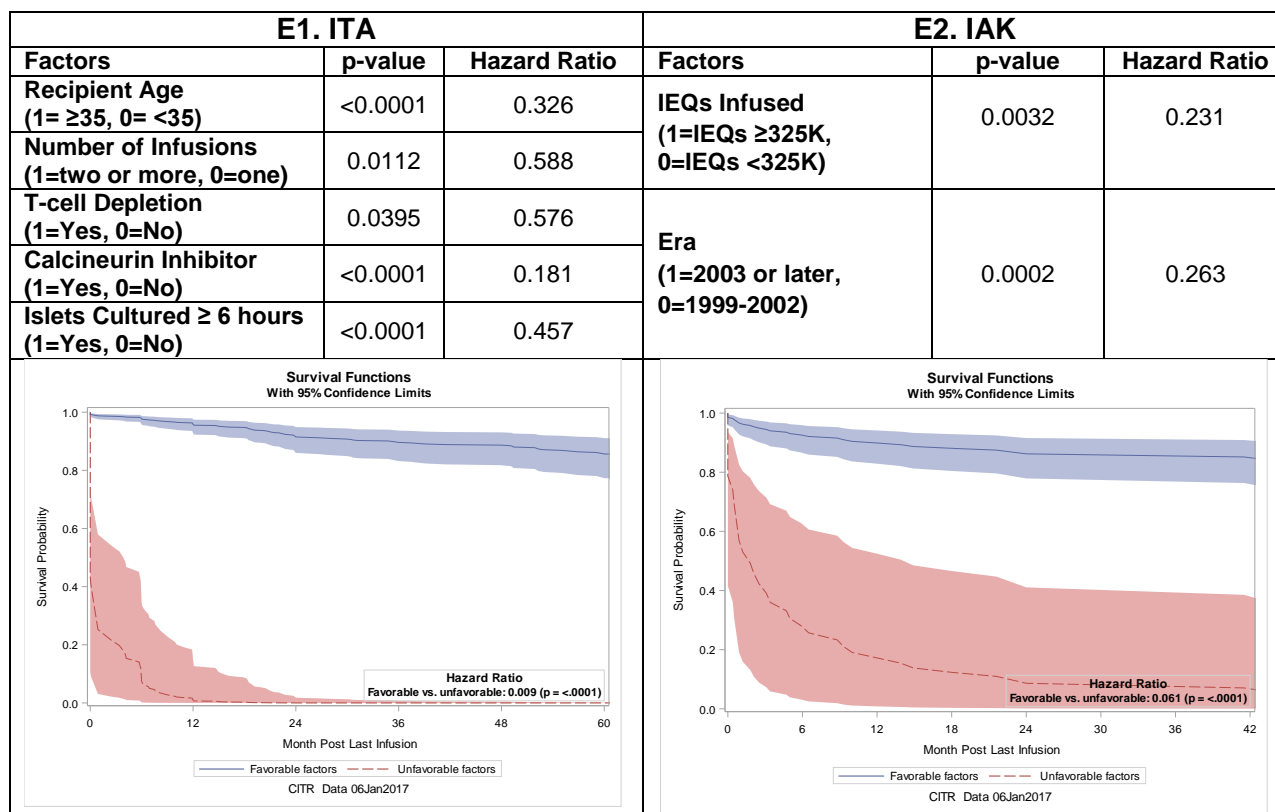 E1. ITA
Factors p-value Hazard Ratio
Recipient Age
(1= ≥35, 0= <35) <0.0001 0.326
Number of Infusions
(1=two or more, 0=one) 0.0112 0.588
T-cell Depletion
(1=Yes, 0=No) 0.0395 0.576
Calcineurin Inhibitor
(1=Yes, 0=No) <0.0001 0.181
Islets Cultured ≥ 6 hours
(1=Yes, 0=No) <0.0001 0.457
E2. IAK
Factors p-value Hazard Ratio
IEQs Infused
(1=IEQs ≥325K,
0=IEQs <325K) 0.0032 0.231
Era
(1=2003 or later,
0=1999-2002) 0.0002 0.263
Survival Functions
With 95% Confidence Limits
1.0
0.8
0.6
0.4
0.2
0.0
Survival Probability
Hazard Ratio
Favorable vs. unfavorable: 0.009 (p = <.0001)
0 12 24 36 48 60
Month Post Last Infusion
Favorable factors Unfavorable factors
CITR Data 06Jan2017
Survival Functions
With 95% Confidence Limits
1.0
0.8
0.6
0.4
0.2
0.0
Survival Probability
Hazard Ratio
Favorable vs. unfavorable: 0.061 (p = <.0001)
0 6 12 18 24 30 36 42
Month Post Last Infusion
Favorable factors Unfavorable factors
CITR Data 06Jan2017